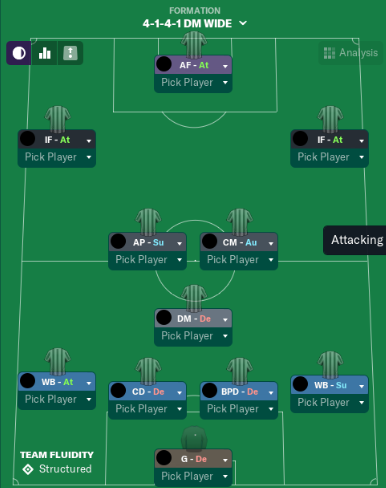 FORMATION
4-1-4-1 DM WIDE
Analysis
AF - At
Pick Player
IF - At
Pick Player
IF - At
Pick Player
Attacking
AP - Su
Pick Player
CM - Au
Pick Player
DM - De
Pick Player
WB - At
Pick Player
CD - De
Pick Player
BPD - De
Pick Player
WB - Su
Pick Player
TEAM FLUIDITY
Structured
G - De
Pick Player